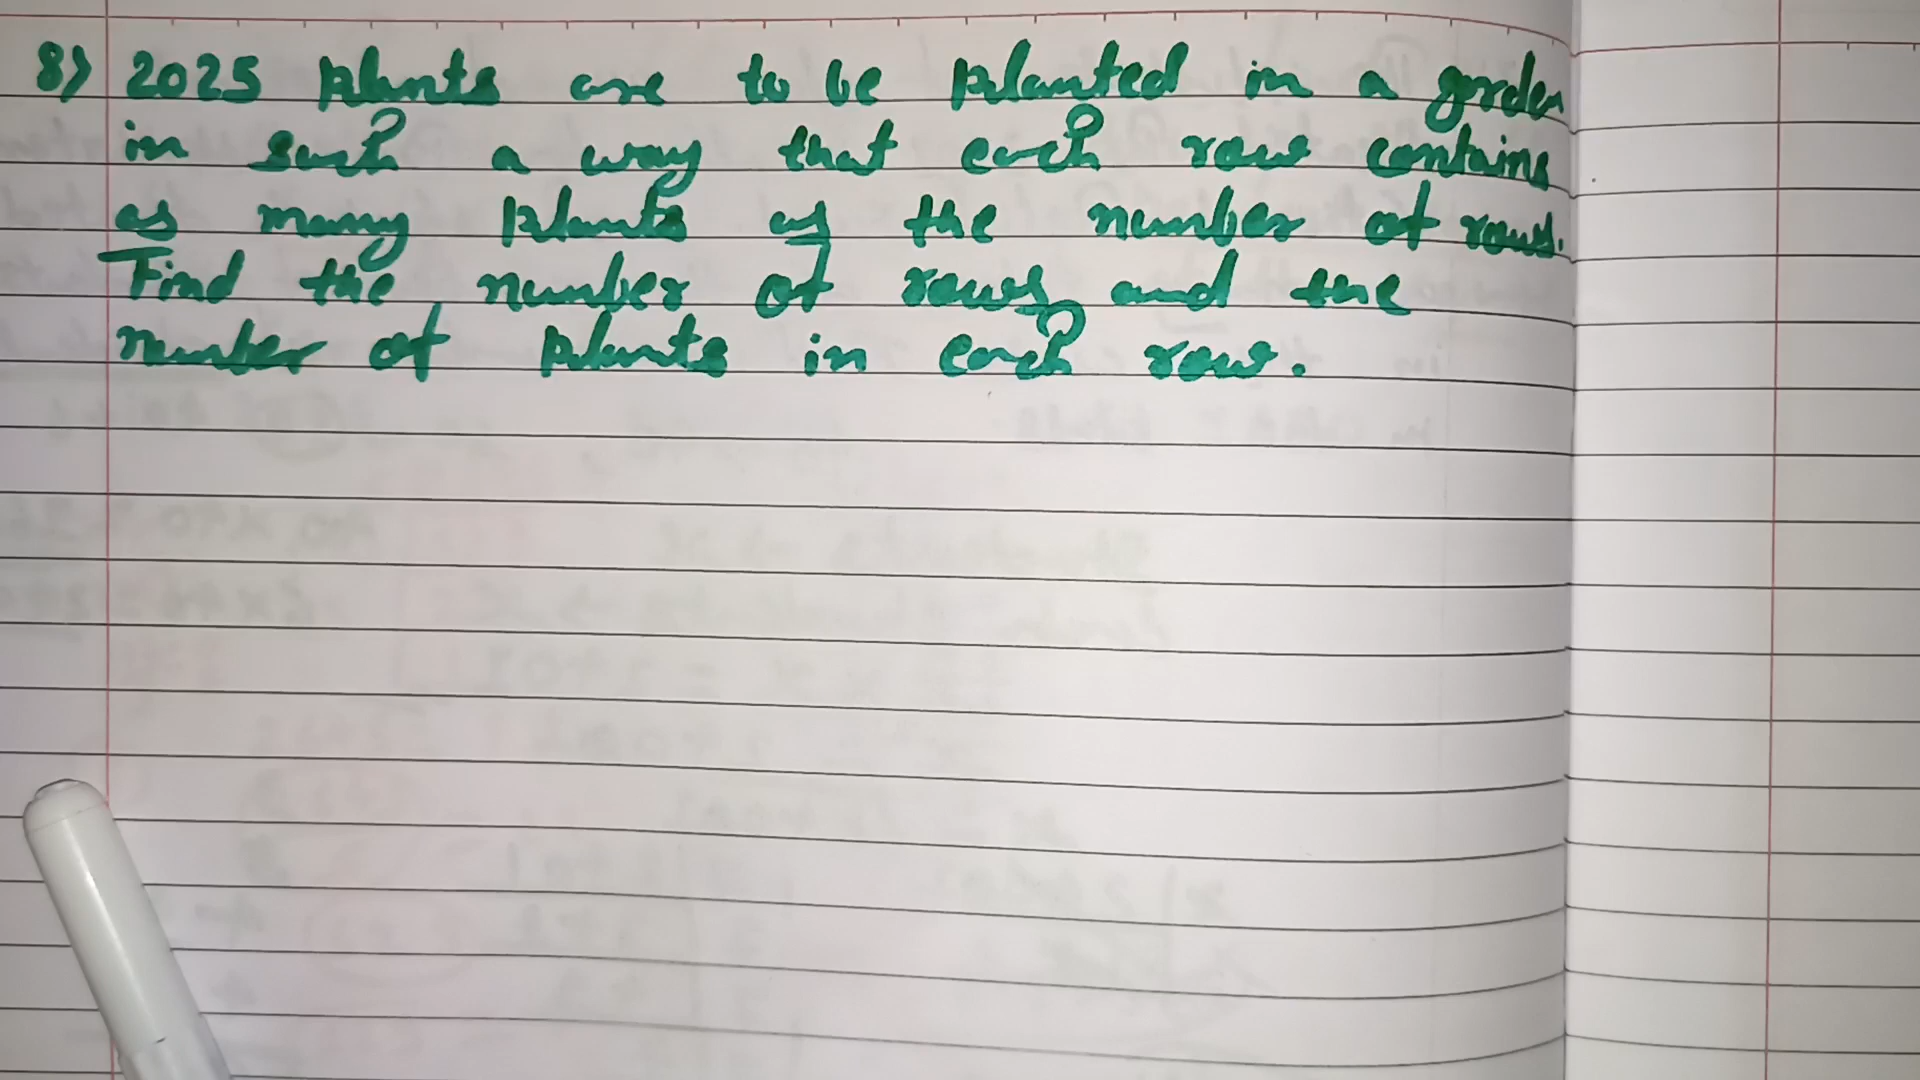 8) 2025 plants are to be planted in a garden
in such a way that each row contains
as many plants as the number of rows.
Find the number of rows and the
number of plants in each row.